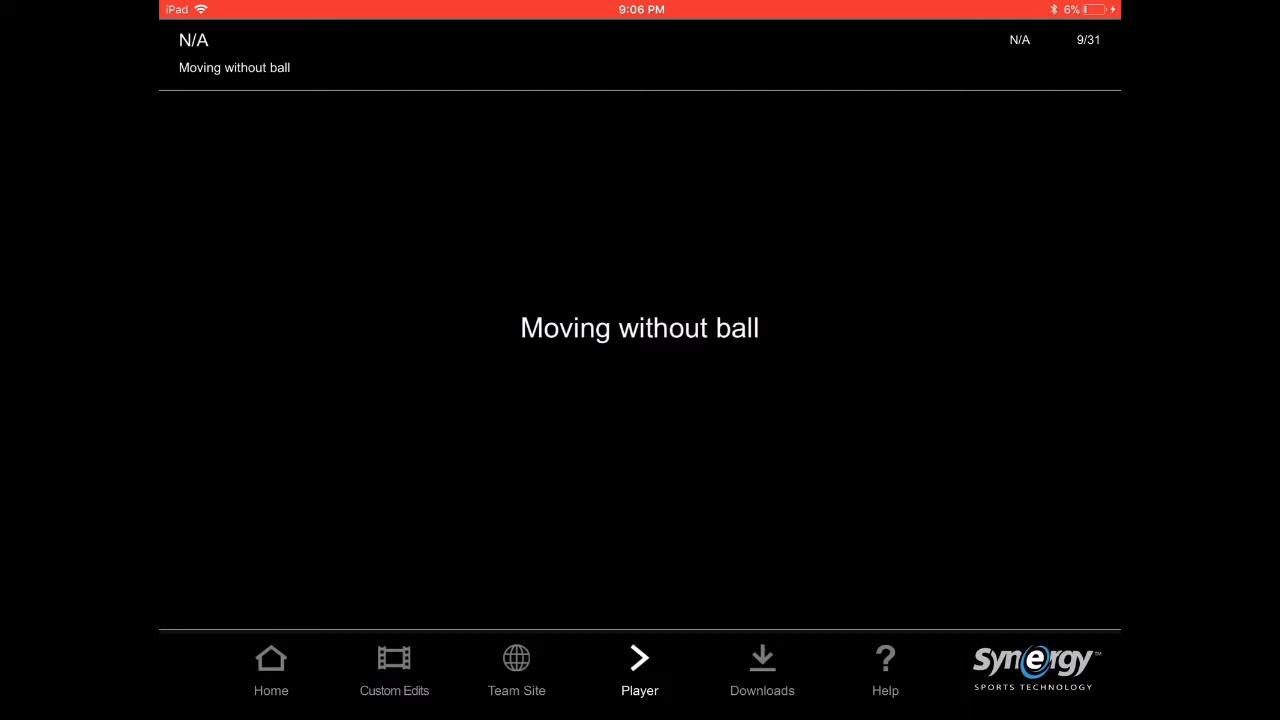 iPad 9:06 PM 6%
N/A N/A 9/31
Moving without ball
Moving without ball
Home Custom Edits Team Site Player Downloads Help
Synergy™
SPORTS TECHNOLOGY